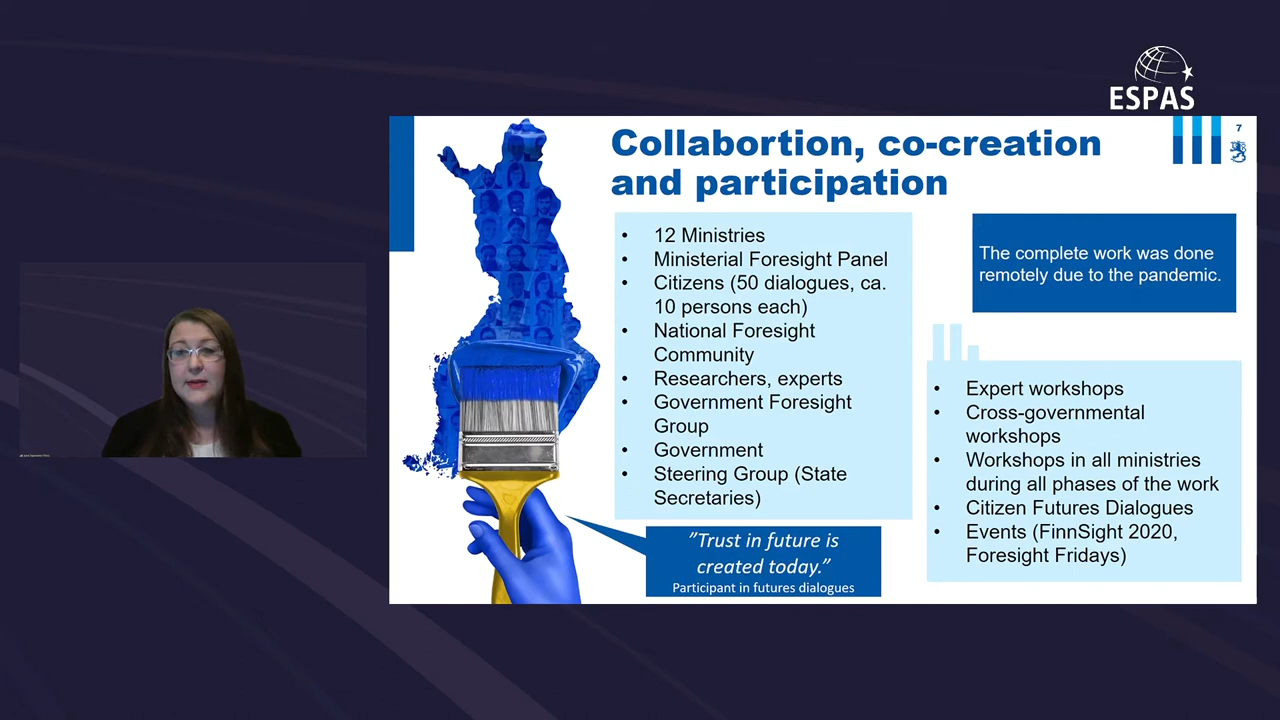 ESPAS
7
Collabortion, co-creation
and participation
• 12 Ministries
• Ministerial Foresight Panel
• Citizens (50 dialogues, ca.
10 persons each)
• National Foresight
Community
• Researchers, experts
• Government Foresight
Group
• Government
• Steering Group (State
Secretaries)
The complete work was done
remotely due to the pandemic.
• Expert workshops
• Cross-governmental
workshops
• Workshops in all ministries
during all phases of the work
• Citizen Futures Dialogues
• Events (FinnSight 2020,
Foresight Fridays)
”Trust in future is
created today.”
Participant in futures dialogues